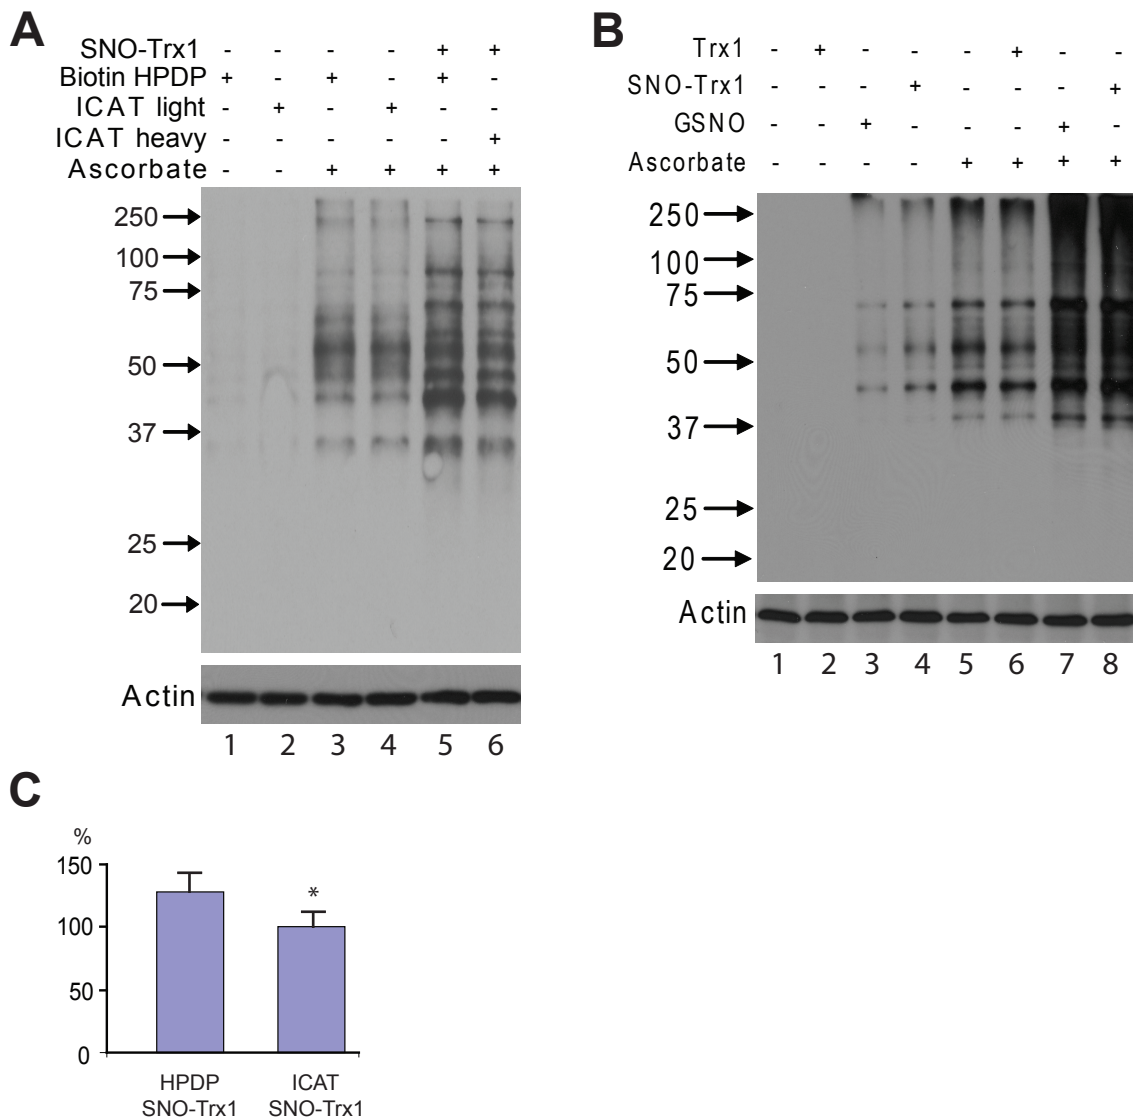 A
SNO-Trx1 - - - - + +
Biotin HPDP + - + - + -
ICAT light - + - + - -
ICAT heavy - - - - - +
Ascorbate - - + + + +
250
100
75
50
37
25
20
Actin
1 2 3 4 5 6
B
Trx1 - + - - - + - -
SNO-Trx1 - - - + - - - +
GSNO - - + - - - + -
Ascorbate - - - - + + + +
250
100
75
50
37
25
20
Actin
1 2 3 4 5 6 7 8
C
%
150
100
50
0
*
HPDP
SNO-Trx1
ICAT
SNO-Trx1